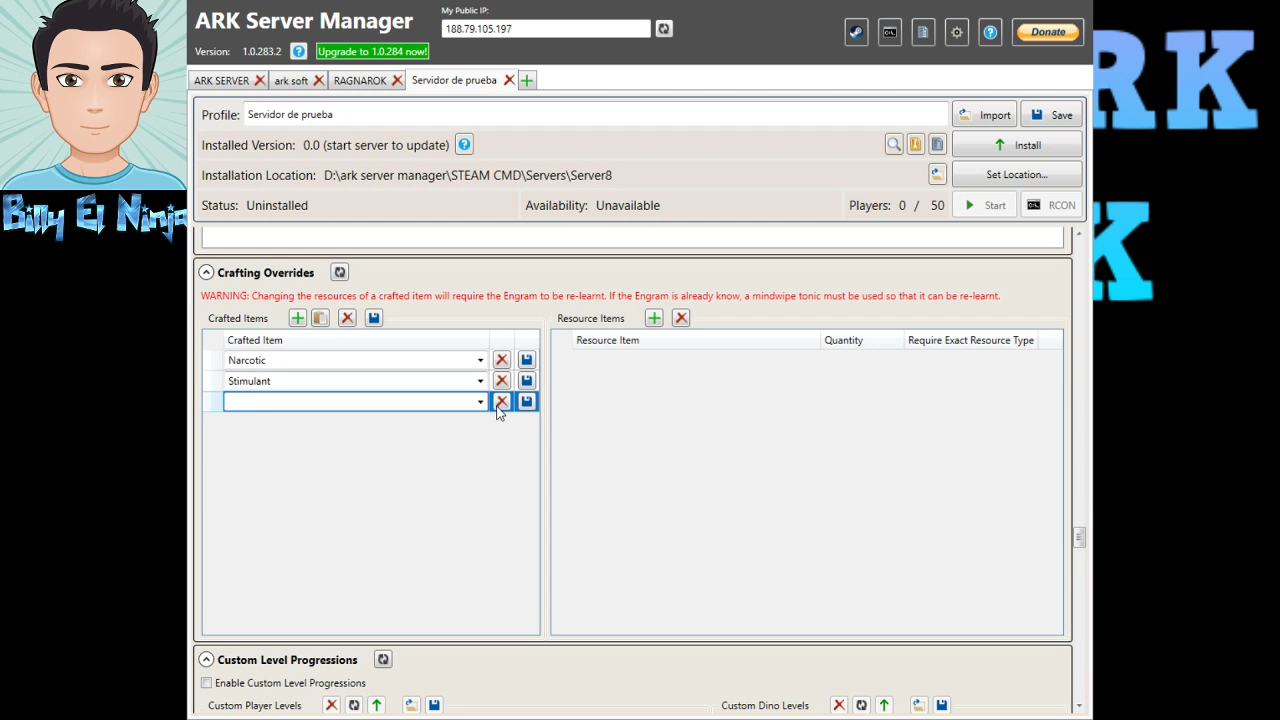 ARK Server Manager
My Public IP:
188.79.105.197
Version: 1.0.283.2 ? Upgrade to 1.0.284 now!
? Donate
ARK SERVER ark soft RAGNAROK Servidor de prueba
Profile: Servidor de prueba Import Save
Installed Version: 0.0 (start server to update) ? Install
Installation Location: D:\ark server manager\STEAM CMD\Servers\Server8 Set Location...
Status: Uninstalled Availability: Unavailable Players: 0 / 50 Start RCON
Crafting Overrides
WARNING: Changing the resources of a crafted item will require the Engram to be re-learnt. If the Engram is already know, a mindwipe tonic must be used so that it can be re-learnt.
Crafted Items Resource Items
Crafted Item Resource Item Quantity Require Exact Resource Type
Narcotic
Stimulant
Custom Level Progressions
Enable Custom Level Progressions
Custom Player Levels Custom Dino Levels
Billy El Ninja
ARK
K